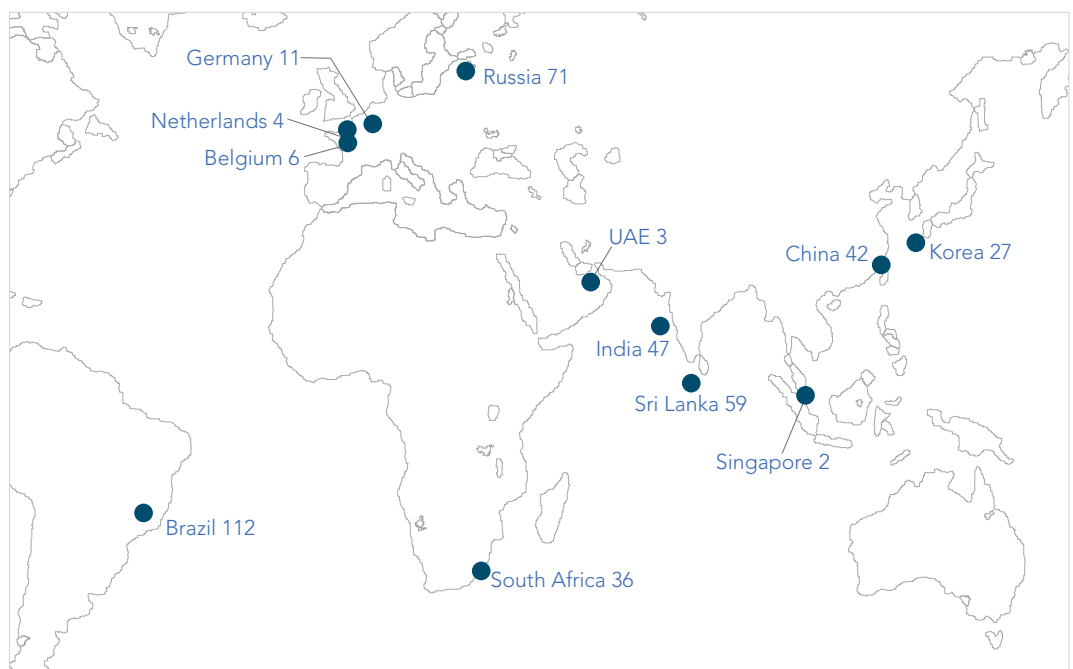 Germany 11
Russia 71
Netherlands 4
Belgium 6
UAE 3
China 42
Korea 27
India 47
Sri Lanka 59
Singapore 2
Brazil 112
South Africa 36